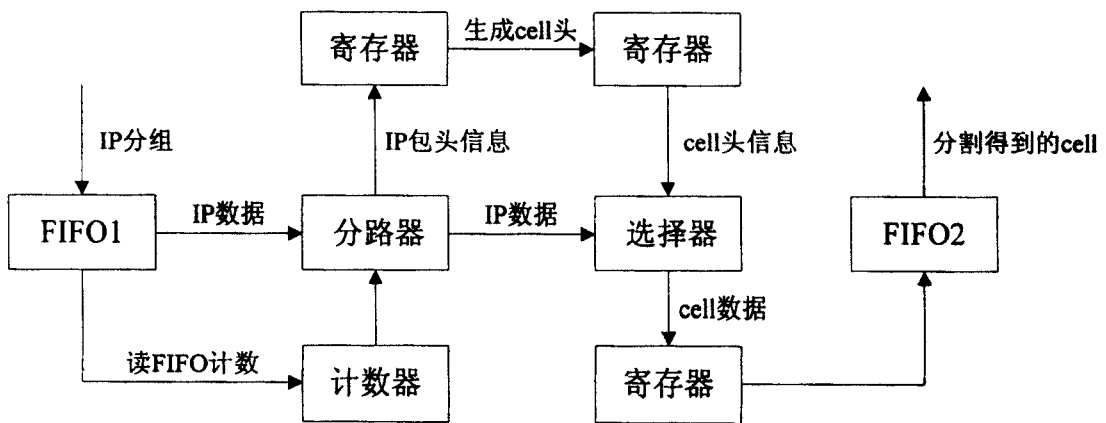 寄存器
生成cell头
寄存器
IP分组
IP包头信息
cell头信息
分割得到的cell
FIFO1
IP数据
分路器
IP数据
选择器
FIFO2
cell数据
读FIFO计数
计数器
寄存器